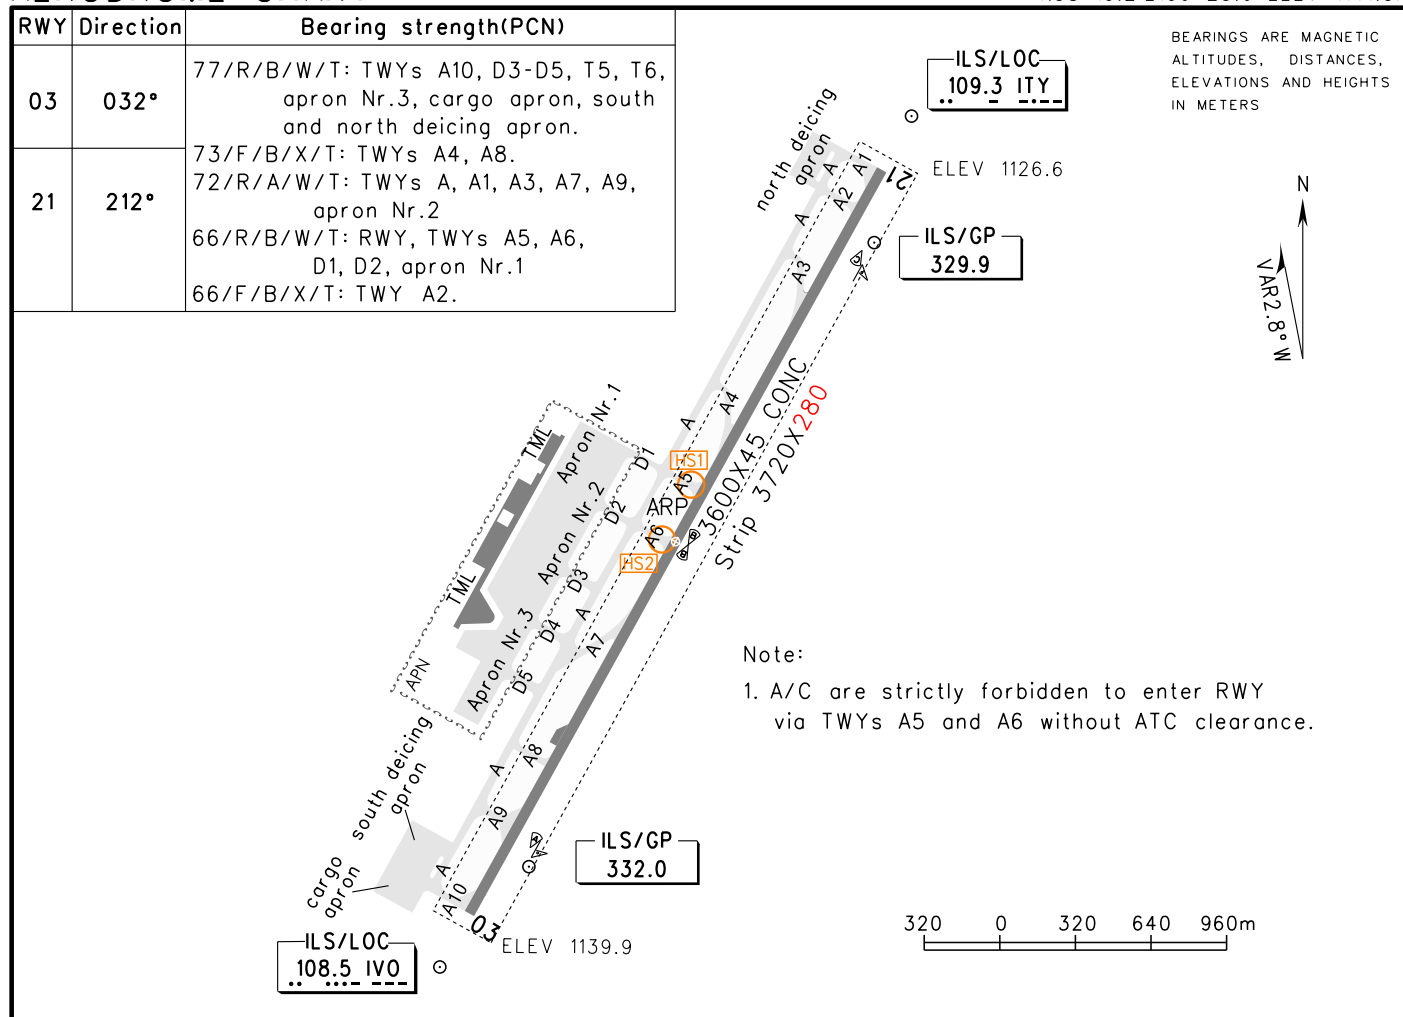 RWY Direction Bearing strength(PCN)
03 032°
21 212°
77/R/B/W/T: TWYs A10, D3-D5, T5, T6,
apron Nr.3, cargo apron, south
and north deicing apron.
73/F/B/X/T: TWYs A4, A8.
72/R/A/W/T: TWYs A, A1, A3, A7, A9,
apron Nr.2
66/R/B/W/T: RWY, TWYs A5, A6,
D1, D2, apron Nr.1
66/F/B/X/T: TWY A2.
BEARINGS ARE MAGNETIC
ALTITUDES, DISTANCES,
ELEVATIONS AND HEIGHTS
IN METERS
ILS/LOC
109.3 ITY
north deicing
apron
A
A1
21
ELEV 1126.6
A2
A
ILS/GP
329.9
A3
N
VAR2.8°W
A4
A
3600X45 CONC
Strip 3720X280
TML
Apron Nr.1
D1
HS1
A5
ARP
D2
Apron Nr.2
A6
HS2
D3
TML
A
D4
A7
Apron Nr.3
D5
APN
Note:
1. A/C are strictly forbidden to enter RWY
via TWYs A5 and A6 without ATC clearance.
south deicing
apron
A
A8
A9
cargo
apron
A
A10
ILS/GP
332.0
03
ELEV 1139.9
ILS/LOC
108.5 IVO
320 0 320 640 960m